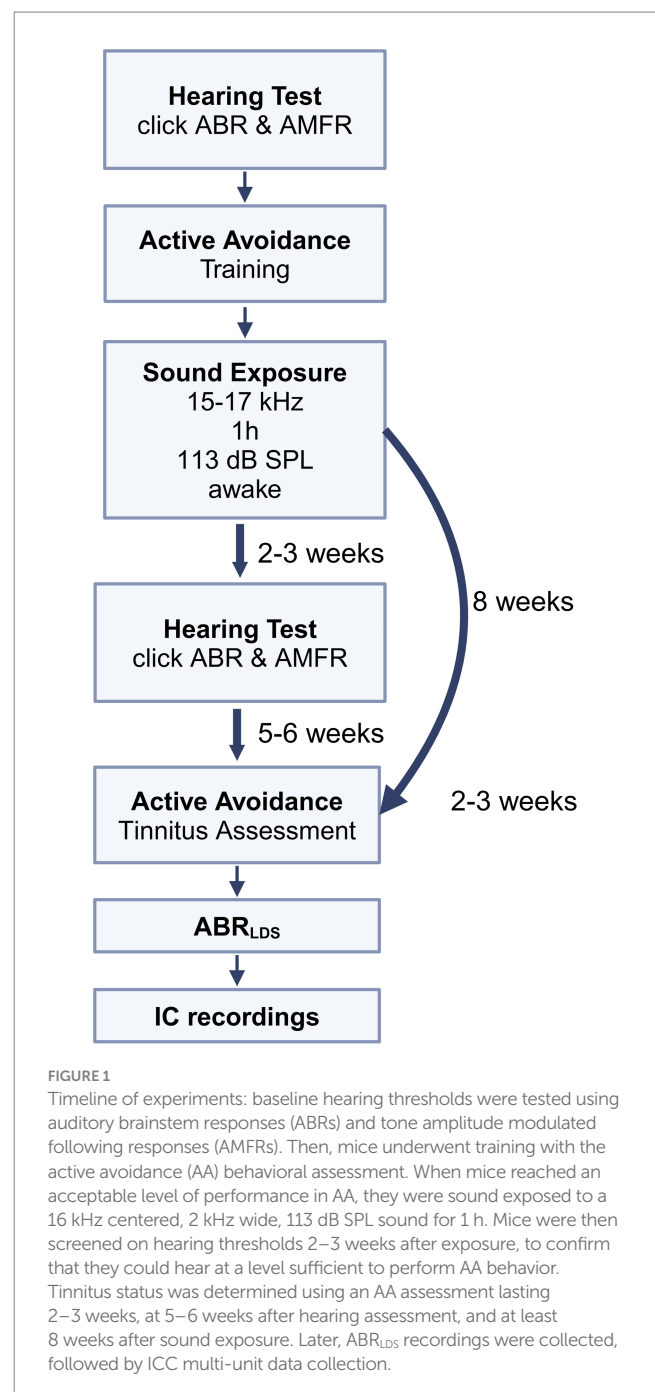 Hearing Test
click ABR & AMFR
Active Avoidance
Training
Sound Exposure
15-17 kHz
1h
113 dB SPL
awake
2-3 weeks
8 weeks
Hearing Test
click ABR & AMFR
5-6 weeks
Active Avoidance
Tinnitus Assessment
2-3 weeks
ABRLDS
IC recordings
FIGURE 1
Timeline of experiments: baseline hearing thresholds were tested using
auditory brainstem responses (ABRs) and tone amplitude modulated
following responses (AMFRs). Then, mice underwent training with the
active avoidance (AA) behavioral assessment. When mice reached an
acceptable level of performance in AA, they were sound exposed to a
16 kHz centered, 2 kHz wide, 113 dB SPL sound for 1 h. Mice were then
screened on hearing thresholds 2–3 weeks after exposure, to confirm
that they could hear at a level sufficient to perform AA behavior.
Tinnitus status was determined using an AA assessment lasting
2–3 weeks, at 5–6 weeks after hearing assessment, and at least
8 weeks after sound exposure. Later, ABRLDS recordings were collected,
followed by ICC multi-unit data collection.